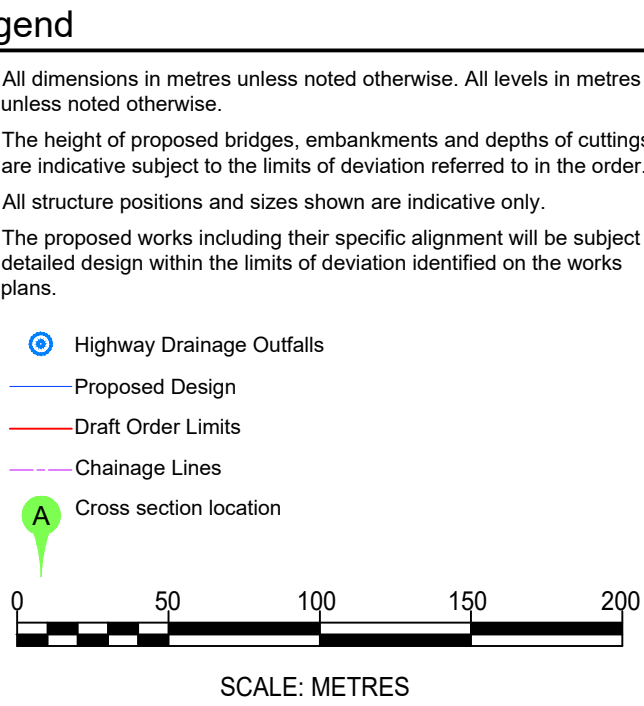 gend
All dimensions in metres unless noted otherwise. All levels in metres
unless noted otherwise.
The height of proposed bridges, embankments and depths of cuttings
are indicative subject to the limits of deviation referred to in the order.
All structure positions and sizes shown are indicative only.
The proposed works including their specific alignment will be subject
detailed design within the limits of deviation identified on the works
plans.
Highway Drainage Outfalls
Proposed Design
Draft Order Limits
Chainage Lines
A Cross section location
0 50 100 150 200
SCALE: METRES